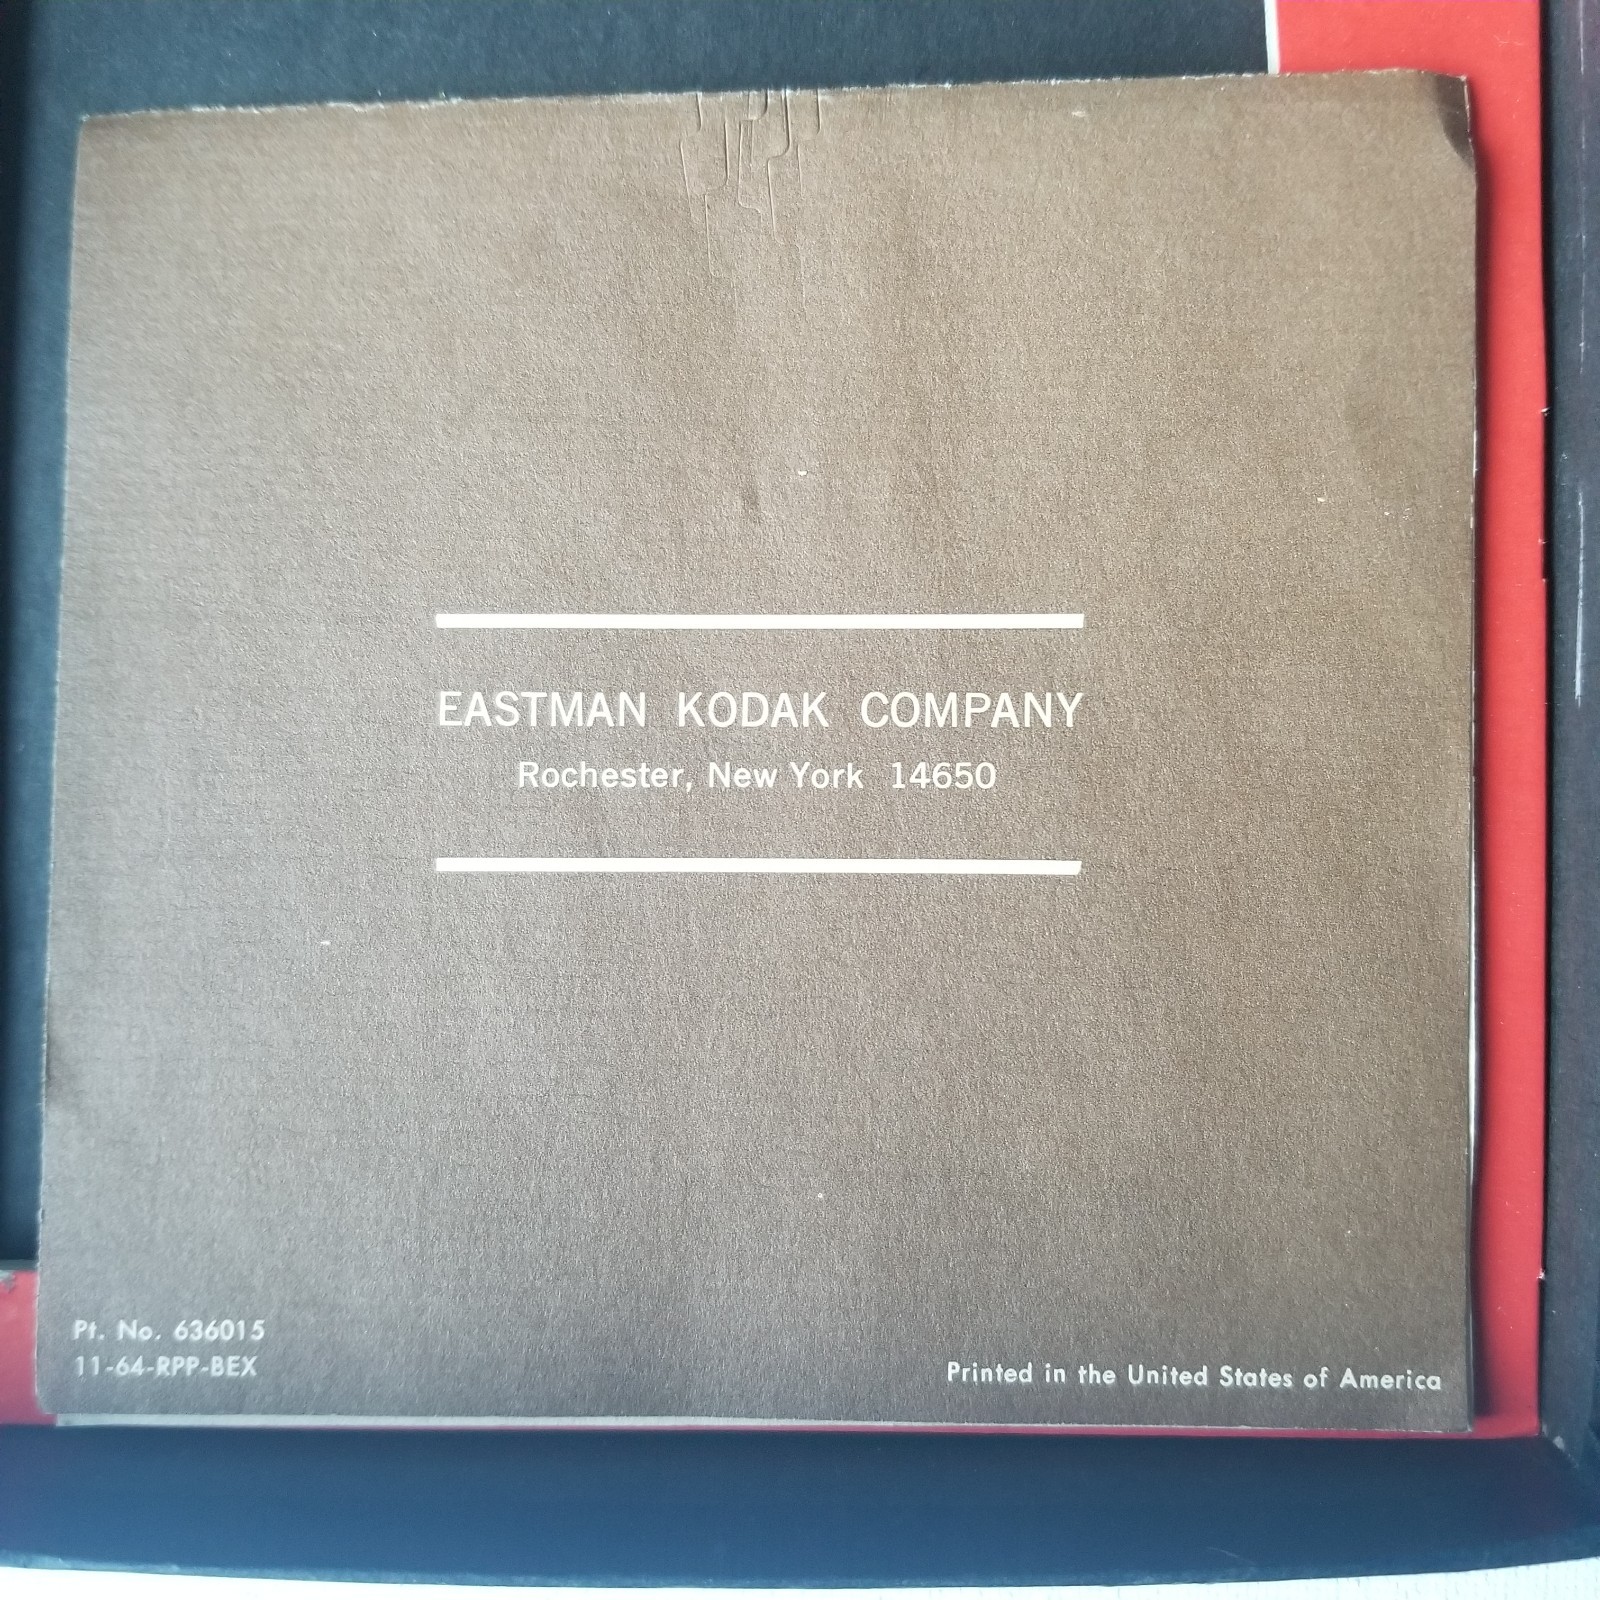 EASTMAN KODAK COMPANY
Rochester, New York 14650
Pt. No. 636015
11-64-RPP-BEX
Printed in the United States of America